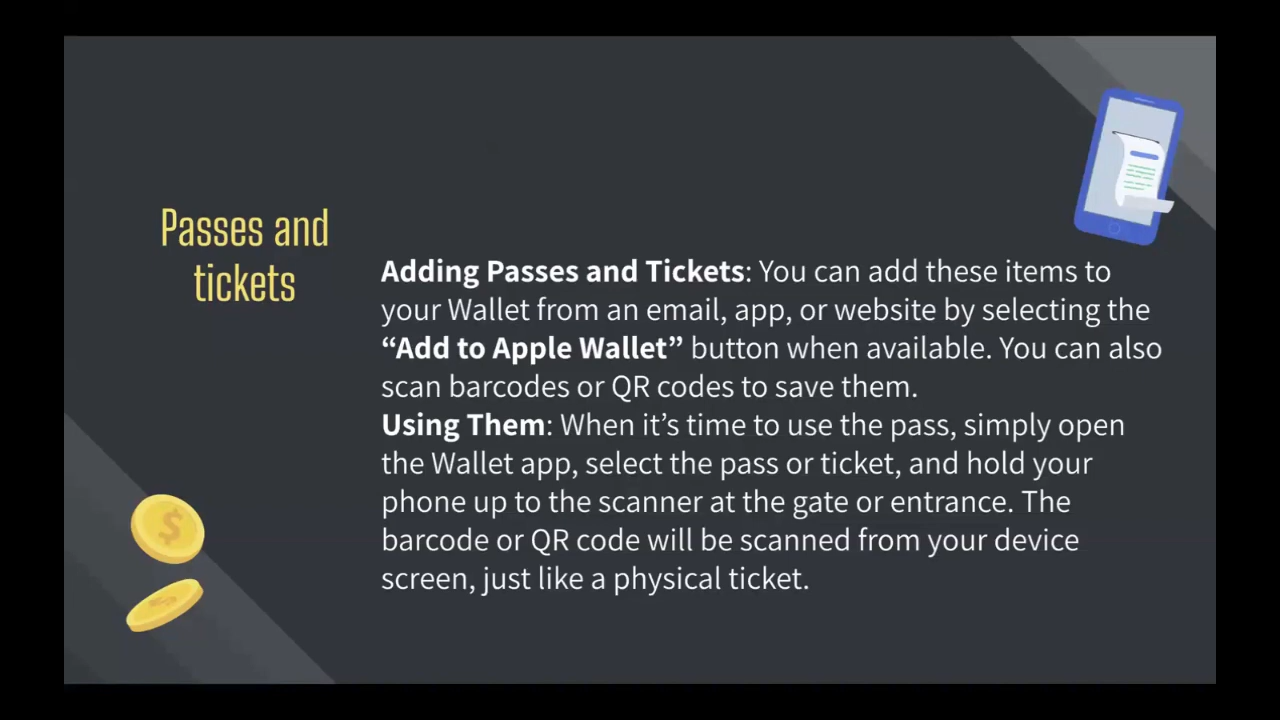 Passes and
tickets
Adding Passes and Tickets: You can add these items to
your Wallet from an email, app, or website by selecting the
“Add to Apple Wallet” button when available. You can also
scan barcodes or QR codes to save them.
Using Them: When it’s time to use the pass, simply open
the Wallet app, select the pass or ticket, and hold your
phone up to the scanner at the gate or entrance. The
barcode or QR code will be scanned from your device
screen, just like a physical ticket.
$